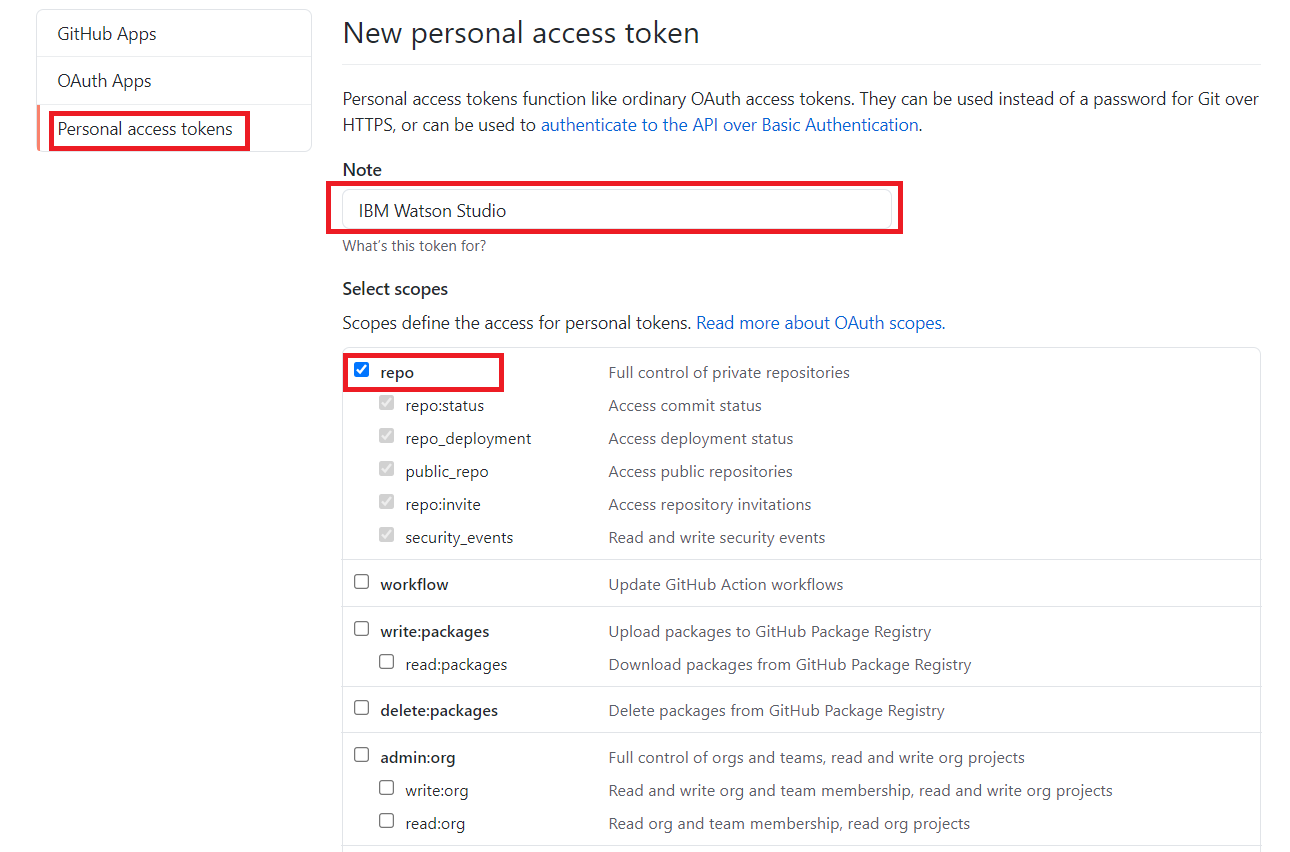 GitHub Apps
OAuth Apps
Personal access tokens
New personal access token
Personal access tokens function like ordinary OAuth access tokens. They can be used instead of a password for Git over
HTTPS, or can be used to authenticate to the API over Basic Authentication.
Note
IBM Watson Studio
What's this token for?
Select scopes
Scopes define the access for personal tokens. Read more about OAuth scopes.
repo Full control of private repositories
repo:status Access commit status
repo_deployment Access deployment status
public_repo Access public repositories
repo:invite Access repository invitations
security_events Read and write security events
workflow Update GitHub Action workflows
write:packages Upload packages to GitHub Package Registry
read:packages Download packages from GitHub Package Registry
delete:packages Delete packages from GitHub Package Registry
admin:org Full control of orgs and teams, read and write org projects
write:org Read and write org and team membership, read and write org projects
read:org Read org and team membership, read org projects